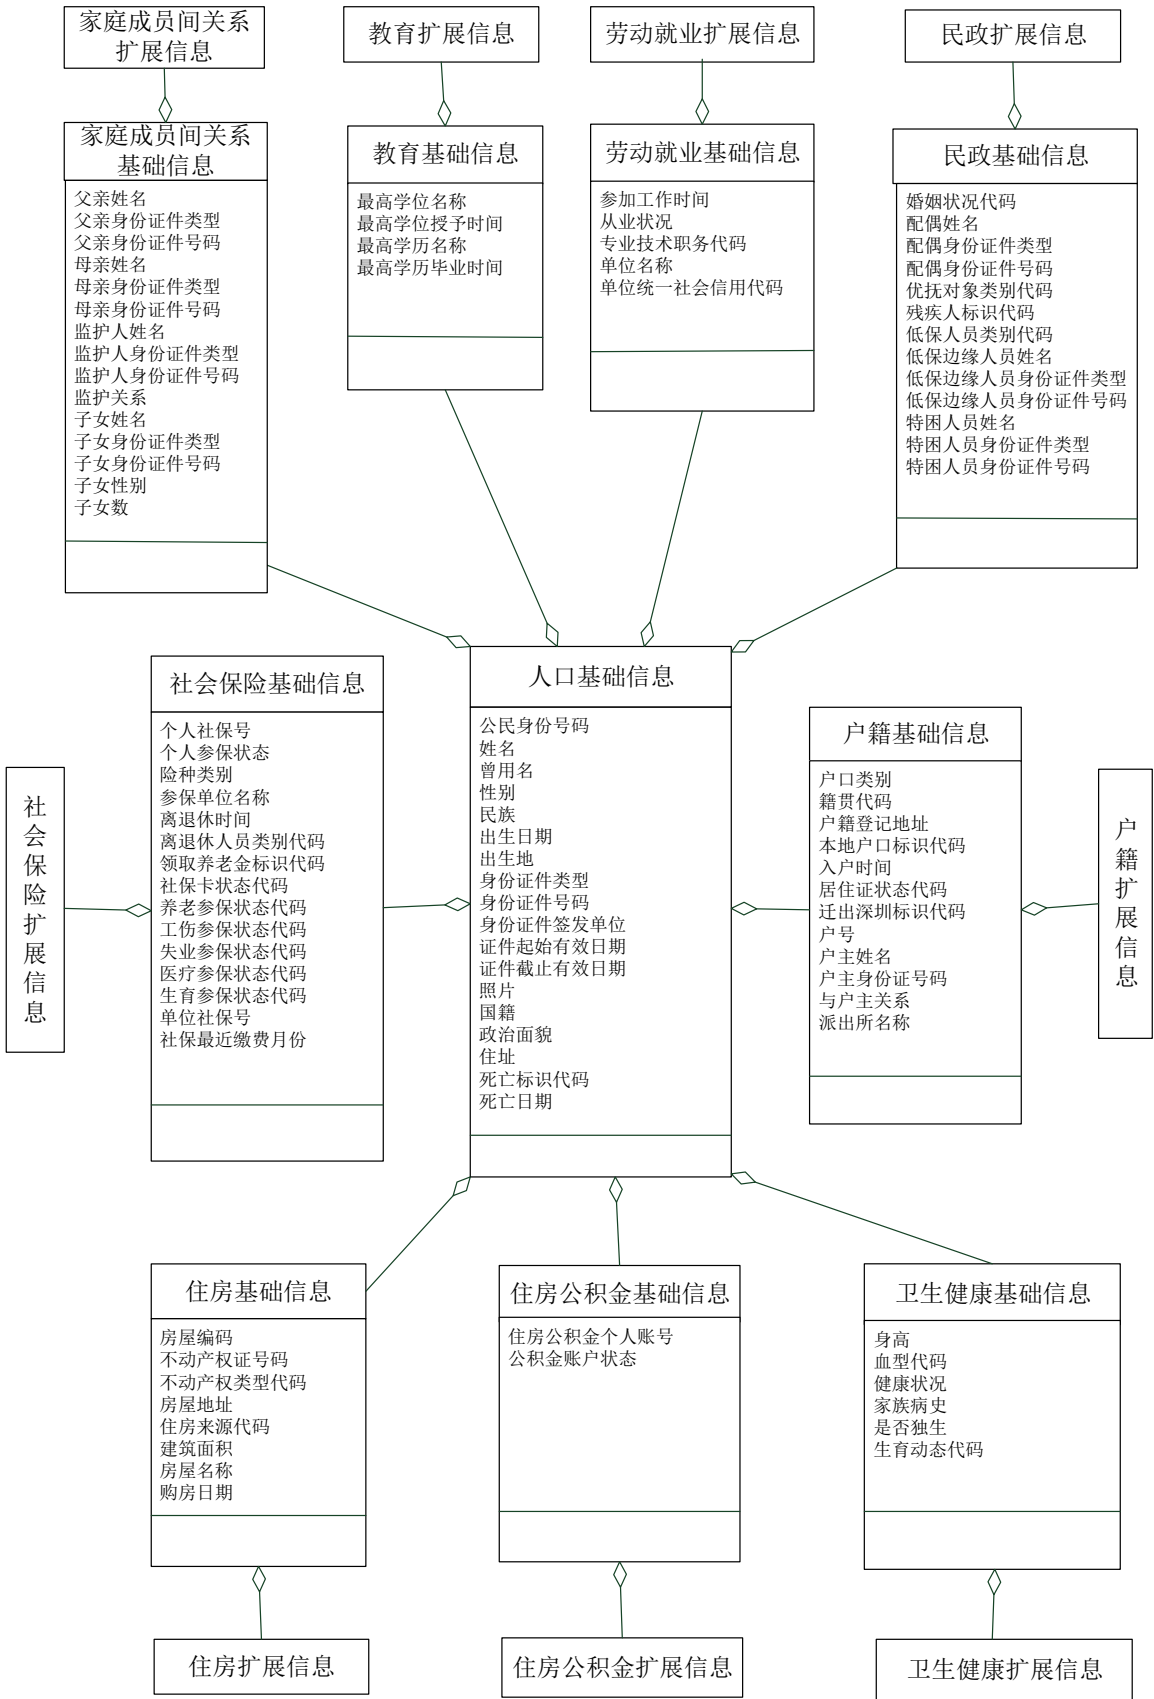 家庭成员间关系
扩展信息
教育扩展信息
劳动就业扩展信息
民政扩展信息
家庭成员间关系
基础信息
父亲姓名
父亲身份证件类型
父亲身份证件号码
母亲姓名
母亲身份证件类型
母亲身份证件号码
监护人姓名
监护人身份证件类型
监护人身份证件号码
监护关系
子女姓名
子女身份证件类型
子女身份证件号码
子女性别
子女数
教育基础信息
最高学位名称
最高学位授予时间
最高学历名称
最高学历毕业时间
劳动就业基础信息
参加工作时间
从业状况
专业技术职务代码
单位名称
单位统一社会信用代码
民政基础信息
婚姻状况代码
配偶姓名
配偶身份证件类型
配偶身份证件号码
优抚对象类别代码
残疾人标识代码
低保人员类别代码
低保边缘人员姓名
低保边缘人员身份证件类型
低保边缘人员身份证件号码
特困人员姓名
特困人员身份证件类型
特困人员身份证件号码
社会保险扩展信息
社会保险基础信息
个人社保号
个人参保状态
险种类别
参保单位名称
离退休时间
离退休人员类别代码
领取养老金标识代码
社保卡状态代码
养老参保状态代码
工伤参保状态代码
失业参保状态代码
医疗参保状态代码
生育参保状态代码
单位社保号
社保最近缴费月份
人口基础信息
公民身份号码
姓名
曾用名
性别
民族
出生日期
出生地
身份证件类型
身份证件号码
身份证件签发单位
证件起始有效日期
证件截止有效日期
照片
国籍
政治面貌
住址
死亡标识代码
死亡日期
户籍基础信息
户口类别
籍贯代码
户籍登记地址
本地户口标识代码
入户时间
居住证状态代码
迁出深圳标识代码
户号
户主姓名
户主身份证号码
与户主关系
派出所名称
户籍扩展信息
住房基础信息
房屋编码
不动产权证号码
不动产权类型代码
房屋地址
住房来源代码
建筑面积
房屋名称
购房日期
住房公积金基础信息
住房公积金个人账号
公积金账户状态
卫生健康基础信息
身高
血型代码
健康状况
家族病史
是否独生
生育动态代码
住房扩展信息
住房公积金扩展信息
卫生健康扩展信息